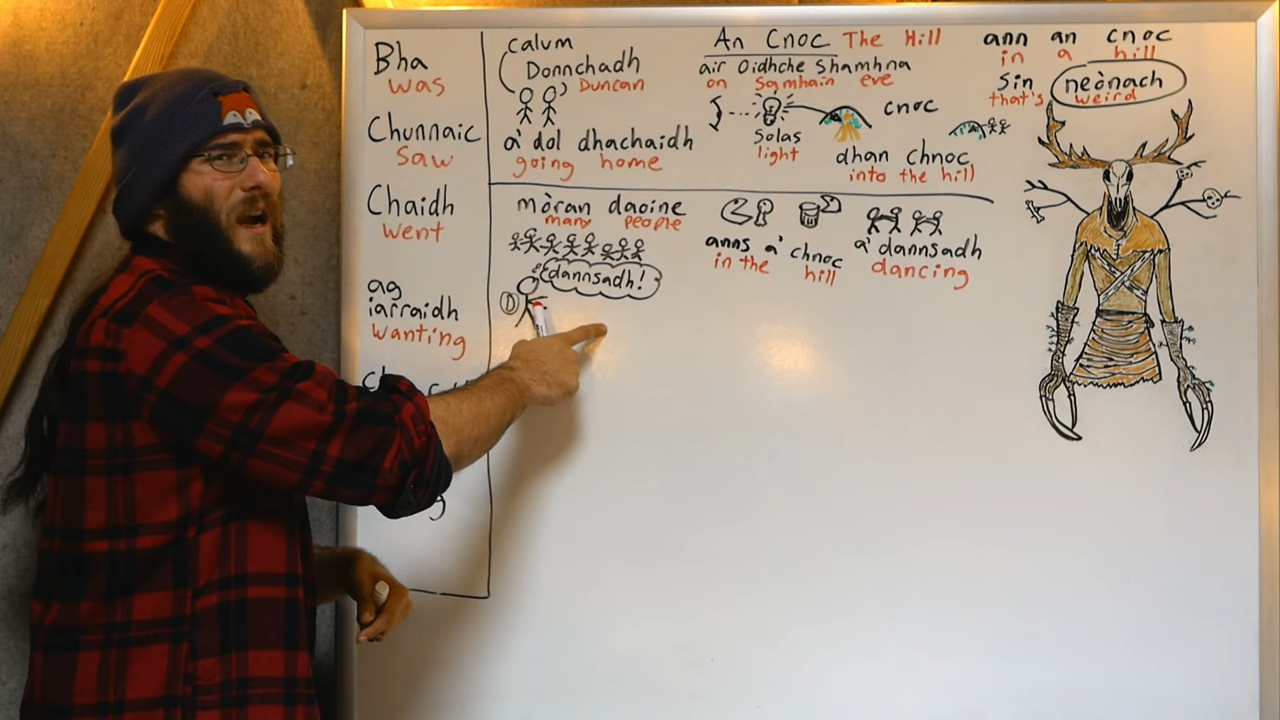 Bha
was
Chunnaic
Saw
Chaidh
Went
ag
iarraidh
wanting
calum
Donnchadh
Duncan
a' dol dhachaidh
going home
An Cnoc The Hill
air Oidhche Shamhna
on Samhain eve
cnoc
Solas
light
dhan chnoc
into the hill
ann an cnoc
in a hill
Sin neònach
that's weird
mòran daoine
many people
anns a' chnoc
in the hill
a' dannsadh
dancing
dannsadh!
D